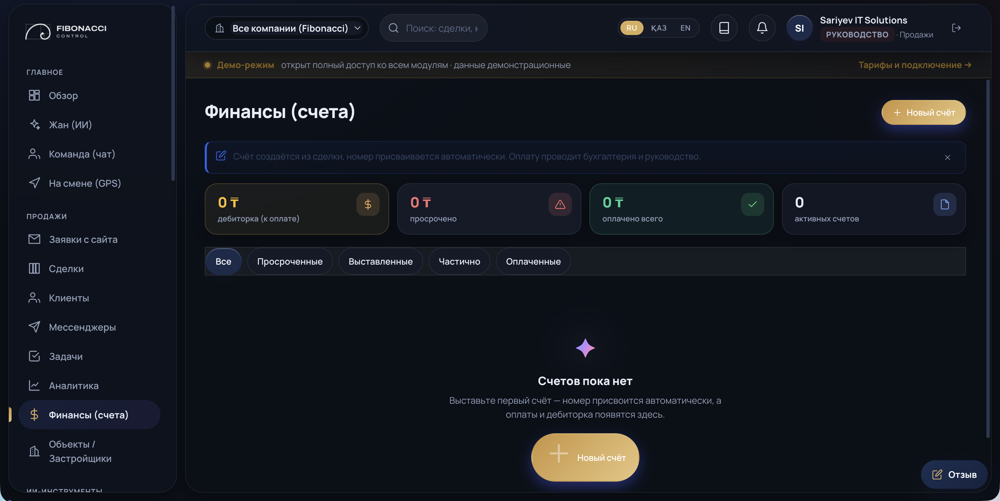 FIBONACCI
CONTROL
ГЛАВНОЕ
Обзор
Жан (ИИ)
Команда (чат)
На смене (GPS)
ПРОДАЖИ
Заявки с сайта
Сделки
Клиенты
Мессенджеры
Задачи
Аналитика
Финансы (счета)
Объекты /
Застройщики
ИИ-ИНСТРУМЕНТЫ
Все компании (Fibonacci)
Поиск: сделки, к
RU ҚАЗ EN
SI
Sariyev IT Solutions
РУКОВОДСТВО · Продажи
Демо-режим открыт полный доступ ко всем модулям · данные демонстрационные
Тарифы и подключение →
Финансы (счета)
+ Новый счёт
Счёт создаётся из сделки, номер присваивается автоматически. Оплату проводит бухгалтерия и руководство.
0 ₸
дебиторка (к оплате)
0 ₸
просрочено
0 ₸
оплачено всего
0
активных счетов
Все Просроченные Выставленные Частично Оплаченные
Счетов пока нет
Выставьте первый счёт — номер присвоится автоматически, а
оплаты и дебиторка появятся здесь.
Новый счёт
Отзыв